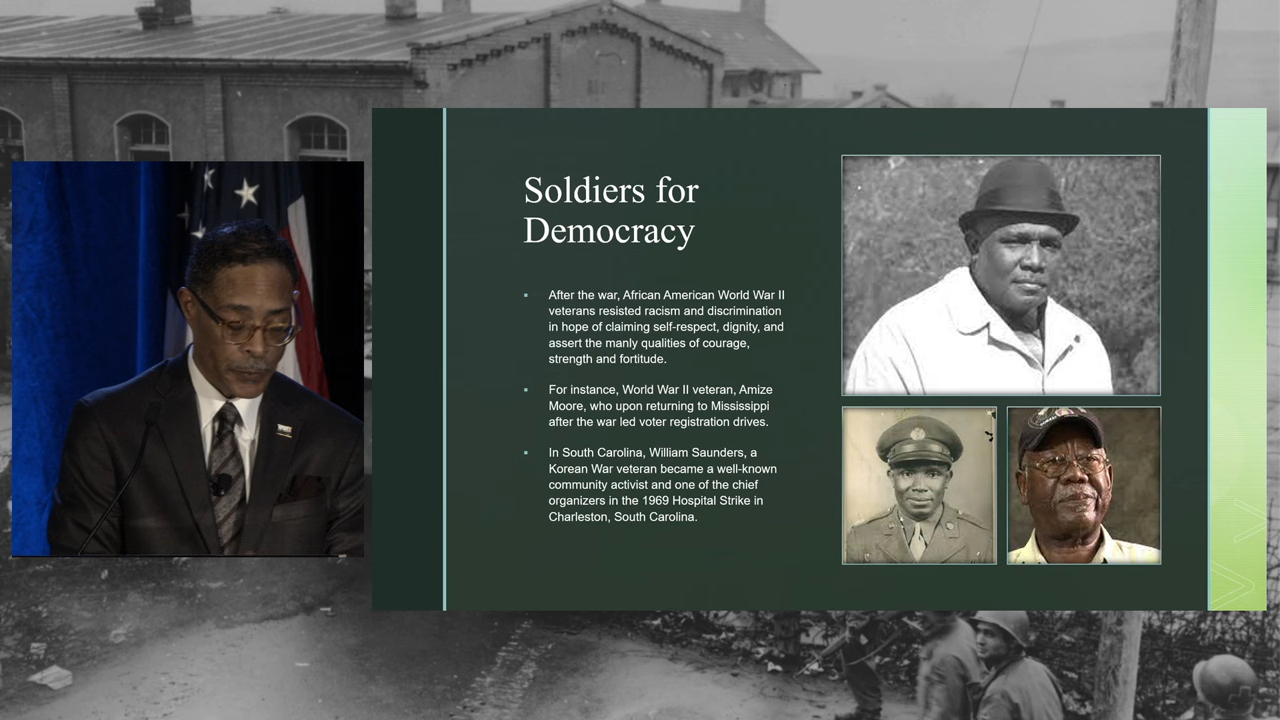 Soldiers for
Democracy
After the war, African American World War II
veterans resisted racism and discrimination
in hope of claiming self-respect, dignity, and
assert the manly qualities of courage,
strength and fortitude.
For instance, World War II veteran, Amize
Moore, who upon returning to Mississippi
after the war led voter registration drives.
In South Carolina, William Saunders, a
Korean War veteran became a well-known
community activist and one of the chief
organizers in the 1969 Hospital Strike in
Charleston, South Carolina.